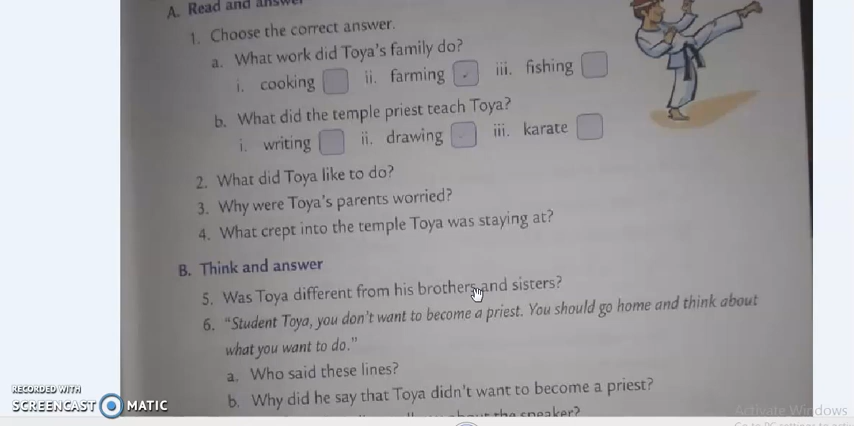 A. Read and answer
1. Choose the correct answer.
a. What work did Toya's family do?
i. cooking ii. farming iii. fishing
b. What did the temple priest teach Toya?
i. writing ii. drawing iii. karate
2. What did Toya like to do?
3. Why were Toya's parents worried?
4. What crept into the temple Toya was staying at?
B. Think and answer
5. Was Toya different from his brothers and sisters?
6. “Student Toya, you don't want to become a priest. You should go home and think about
what you want to do.”
a. Who said these lines?
b. Why did he say that Toya didn't want to become a priest?
about the speaker?
RECORDED WITH
SCREENCAST MATIC
Activate Windows